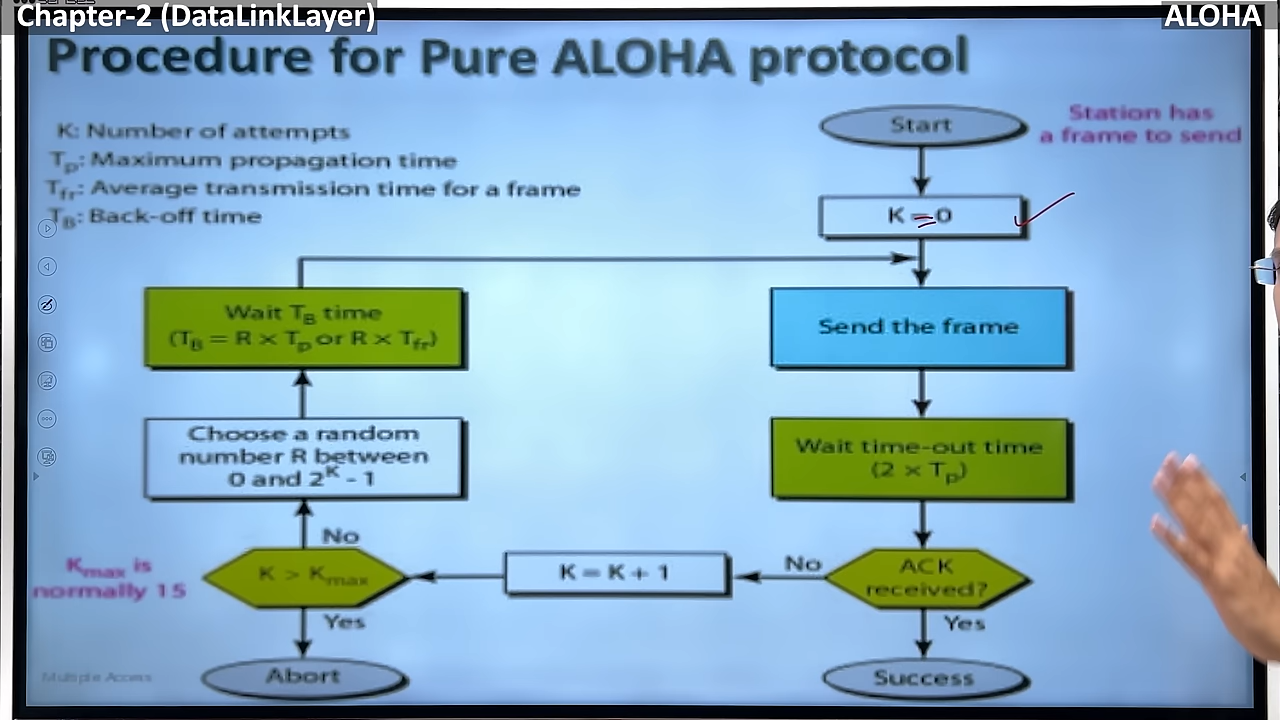 Chapter-2 (DataLinkLayer)
ALOHA
Procedure for Pure ALOHA protocol
K: Number of attempts
Tp: Maximum propagation time
Tfr: Average transmission time for a frame
TB: Back-off time
Start
Station has
a frame to send
K = 0
Wait TB time
(TB = R × Tp or R × Tfr)
Send the frame
Choose a random
number R between
0 and 2^K - 1
Wait time-out time
(2 × Tp)
No
Kmax is
normally 15
K > Kmax
K = K + 1
No
ACK
received?
Yes
Yes
Multiple Access
Abort
Success